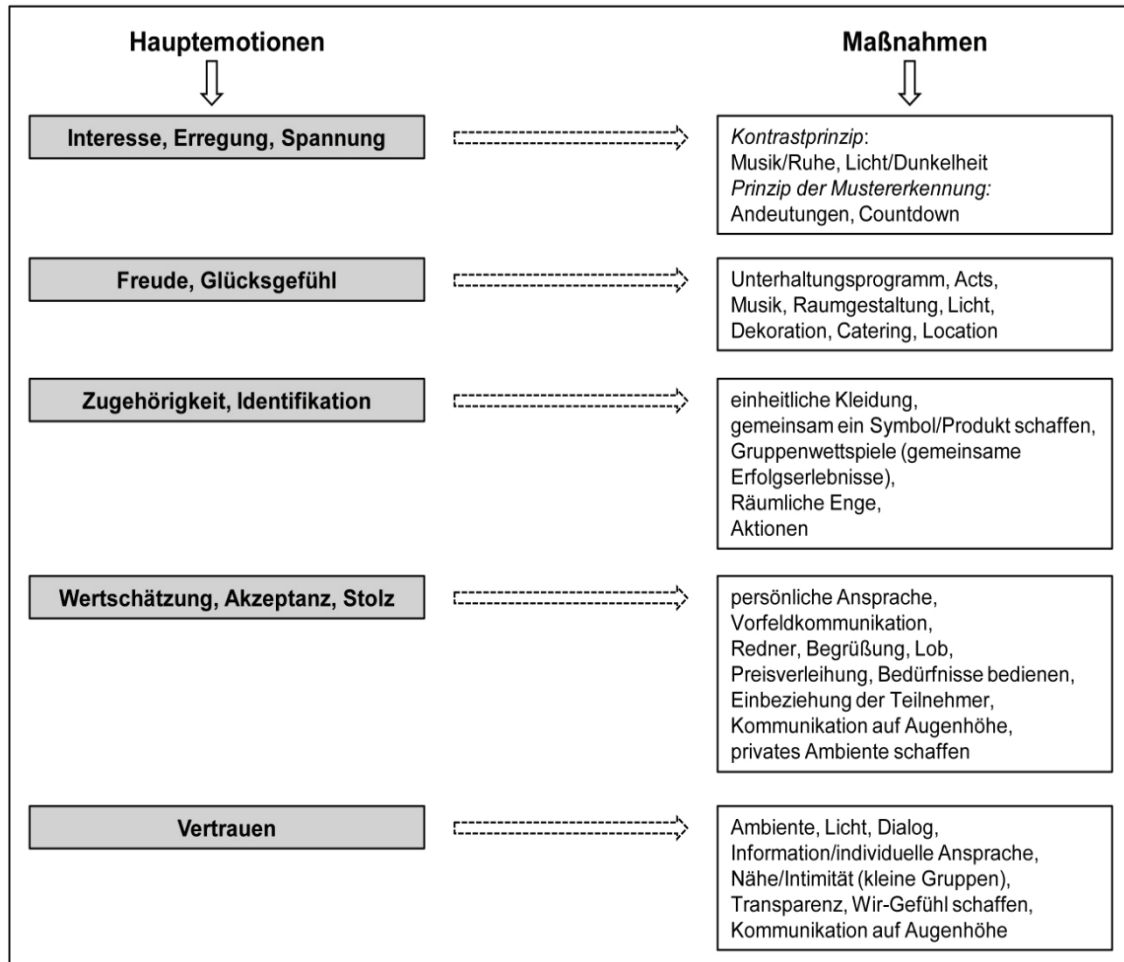 Hauptemotionen
Maßnahmen
Interesse, Erregung, Spannung
Kontrastprinzip:
Musik/Ruhe, Licht/Dunkelheit
Prinzip der Mustererkennung:
Andeutungen, Countdown
Freude, Glücksgefühl
Unterhaltungsprogramm, Acts,
Musik, Raumgestaltung, Licht,
Dekoration, Catering, Location
Zugehörigkeit, Identifikation
einheitliche Kleidung,
gemeinsam ein Symbol/Produkt schaffen,
Gruppenwettspiele (gemeinsame
Erfolgserlebnisse),
Räumliche Enge,
Aktionen
Wertschätzung, Akzeptanz, Stolz
persönliche Ansprache,
Vorfeldkommunikation,
Redner, Begrüßung, Lob,
Preisverleihung, Bedürfnisse bedienen,
Einbeziehung der Teilnehmer,
Kommunikation auf Augenhöhe,
privates Ambiente schaffen
Vertrauen
Ambiente, Licht, Dialog,
Information/individuelle Ansprache,
Nähe/Intimität (kleine Gruppen),
Transparenz, Wir-Gefühl schaffen,
Kommunikation auf Augenhöhe